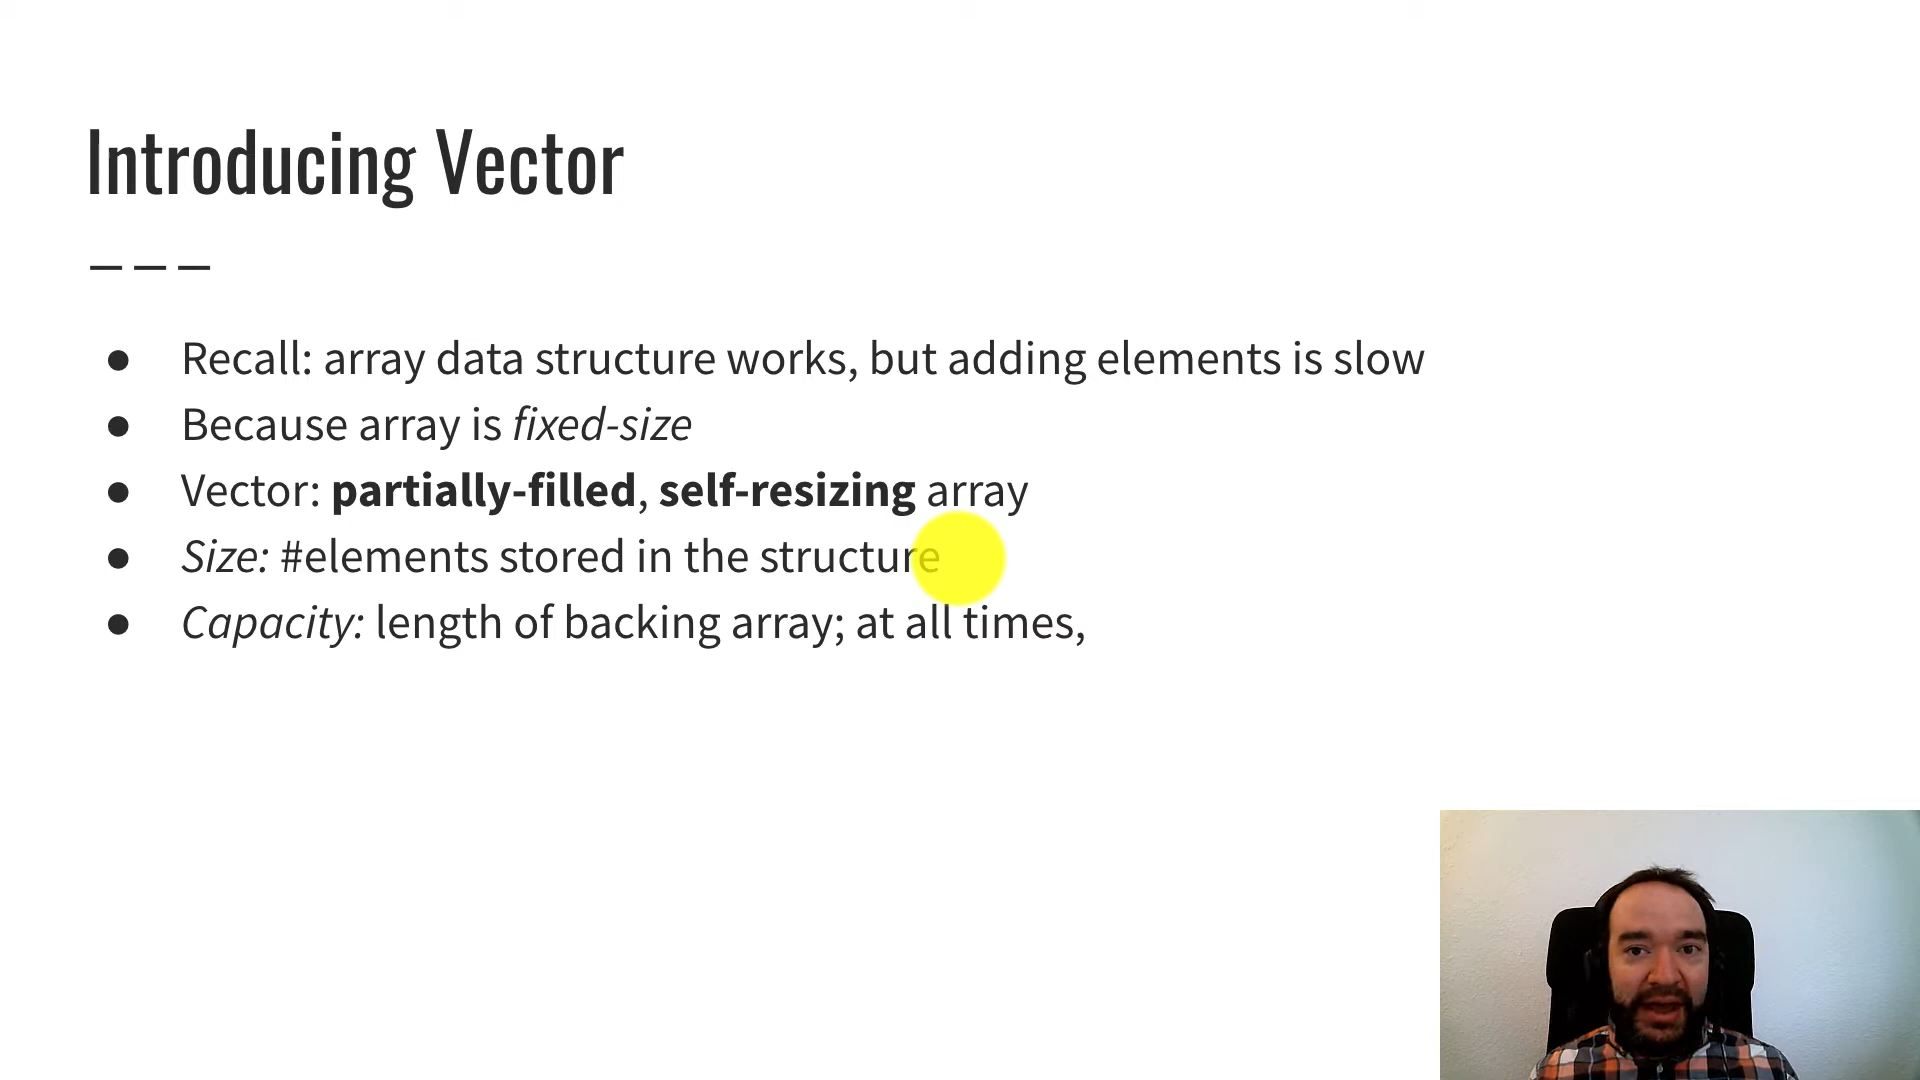 Introducing Vector
Recall: array data structure works, but adding elements is slow
Because array is fixed-size
Vector: partially-filled, self-resizing array
Size: #elements stored in the structure
Capacity: length of backing array; at all times,